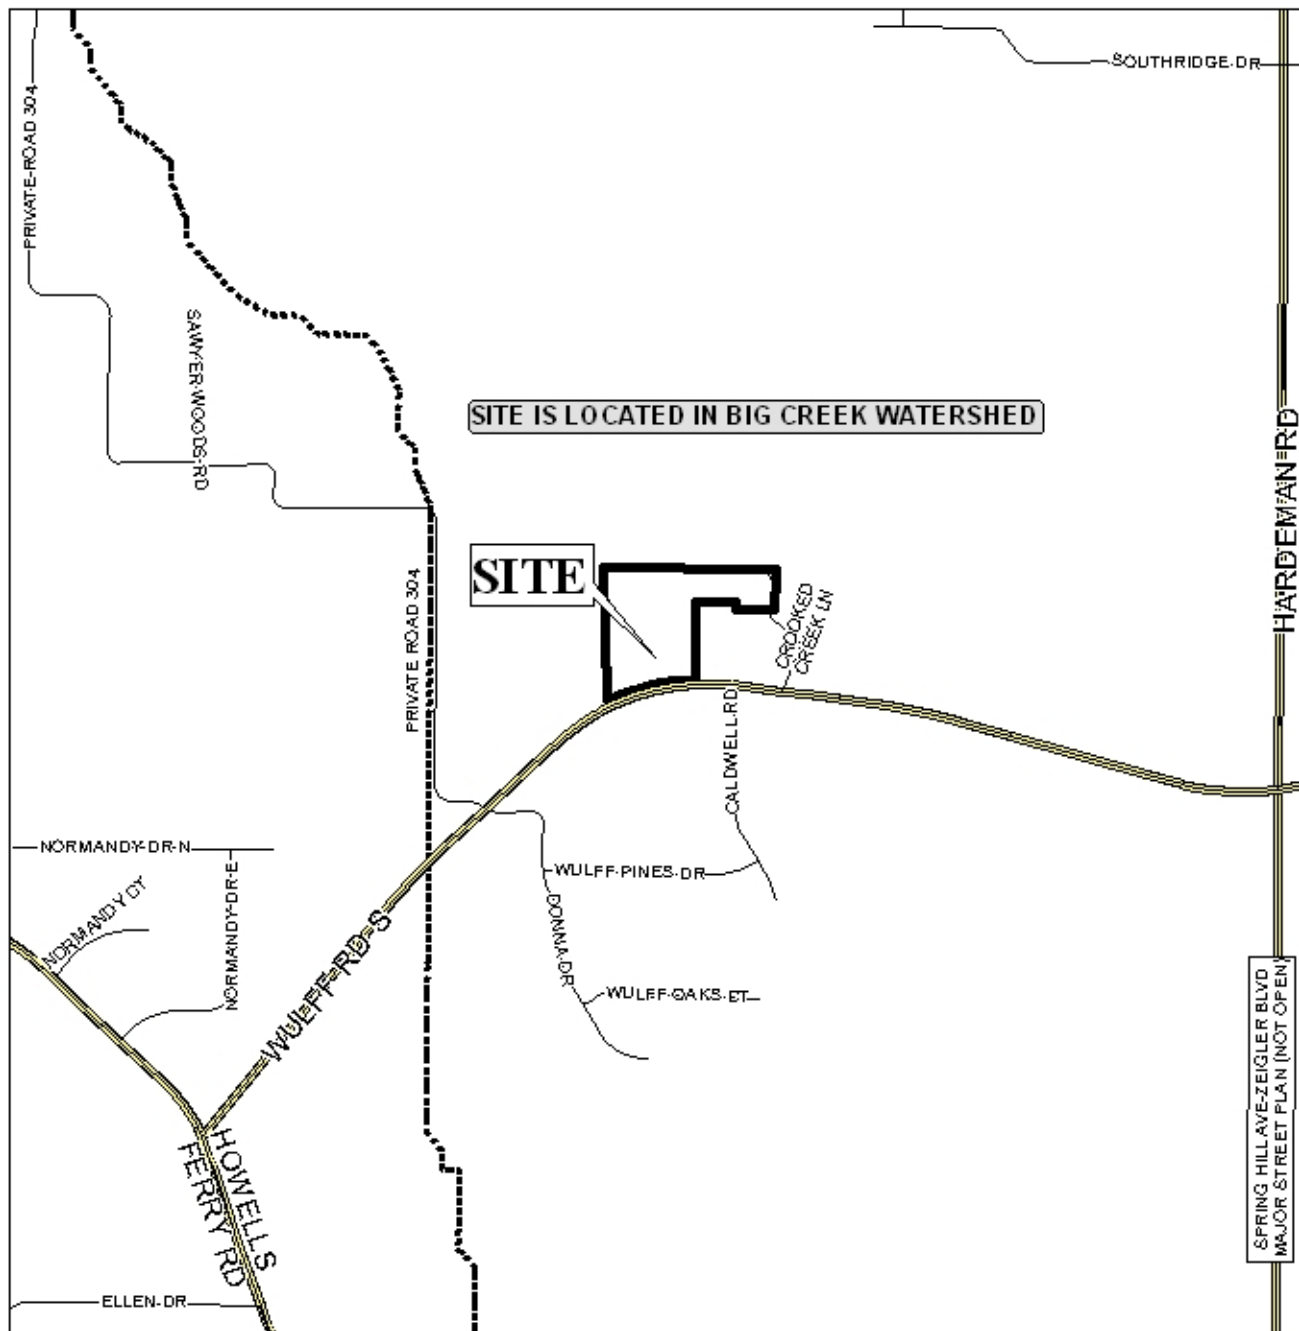 SOUTHRIDGE DR
PRIVATE ROAD 304
SAWYER WOODS RD
SITE IS LOCATED IN BIG CREEK WATERSHED
HARDEMAN RD
SITE
PRIVATE ROAD 304
CROOKED
CREEK LN
CALDWELL RD
NORMANDY DR N
NORMANDY CT
NORMANDY DR E
WULFF PINES DR
DONNA DR
WULFF RD S
WULFF OAKS ET
SPRING HILL AVE-ZEIGLER BLVD
MAJOR STREET PLAN (NOT OPEN)
HOWELLS
FERRY RD
ELLEN DR